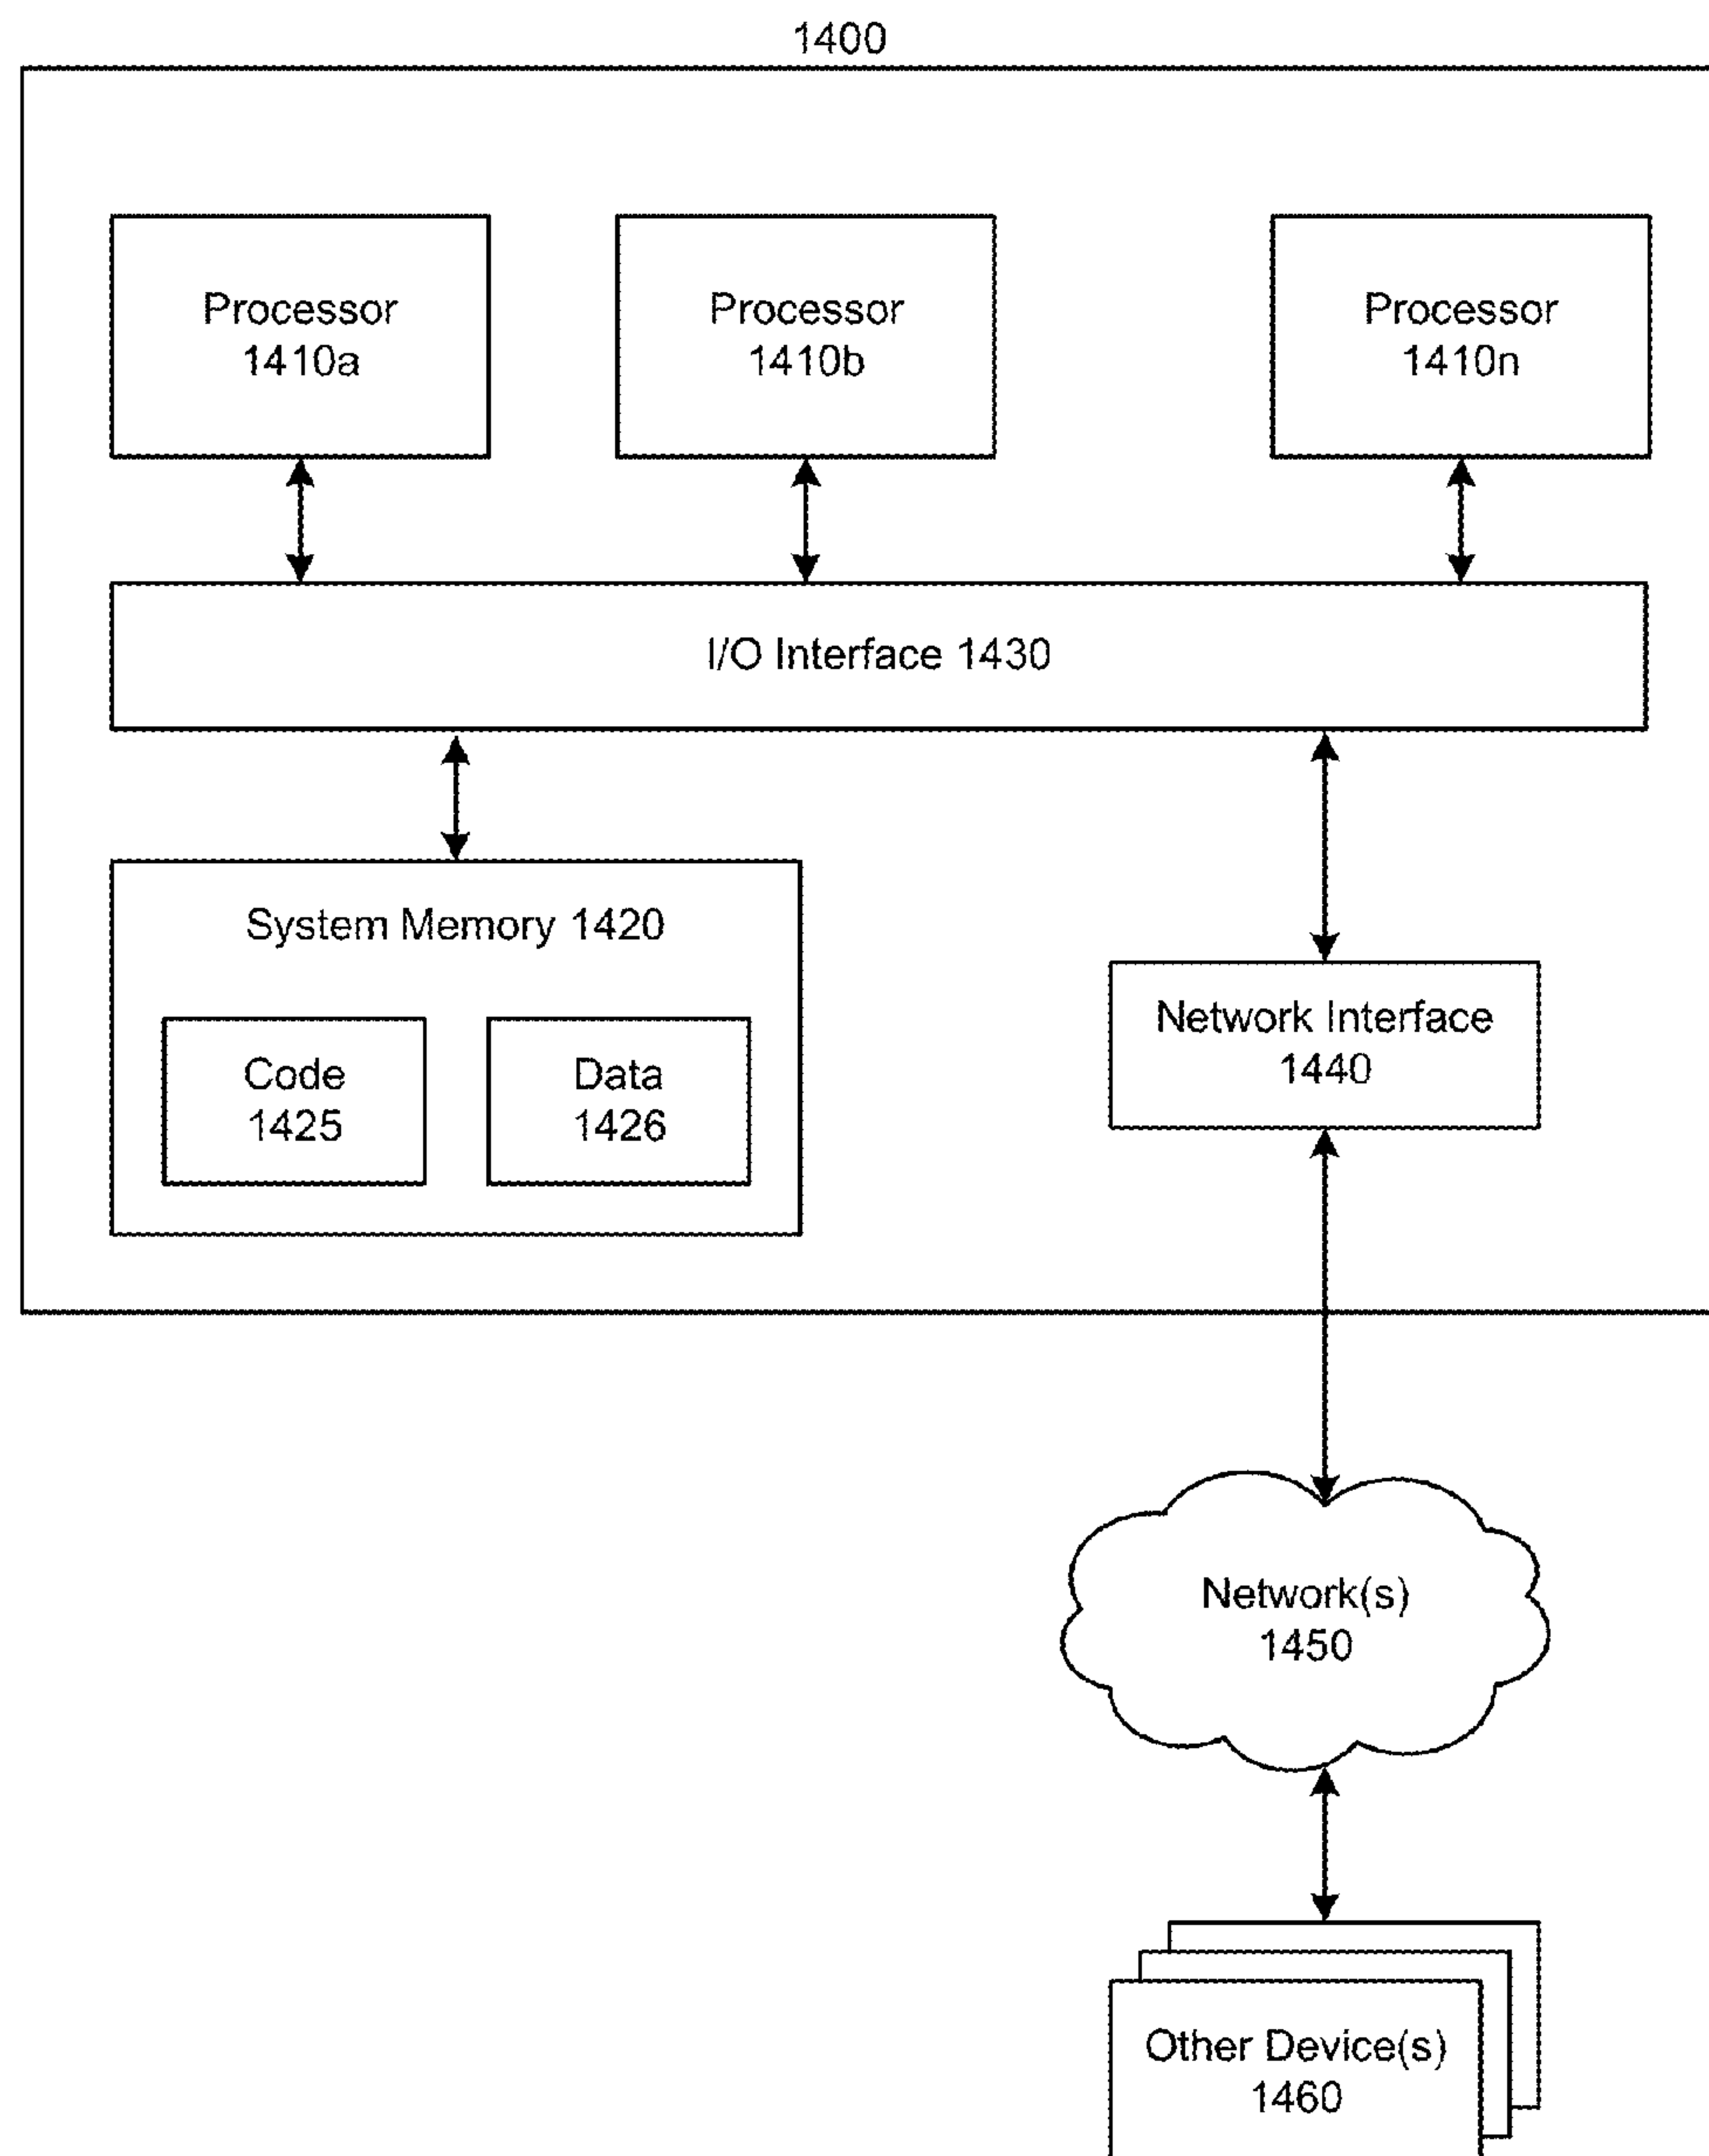 1400
Processor
1410a
Processor
1410b
Processor
1410n
I/O Interface 1430
System Memory 1420
Code
1425
Data
1426
Network Interface
1440
Network(s)
1450
Other Device(s)
1460